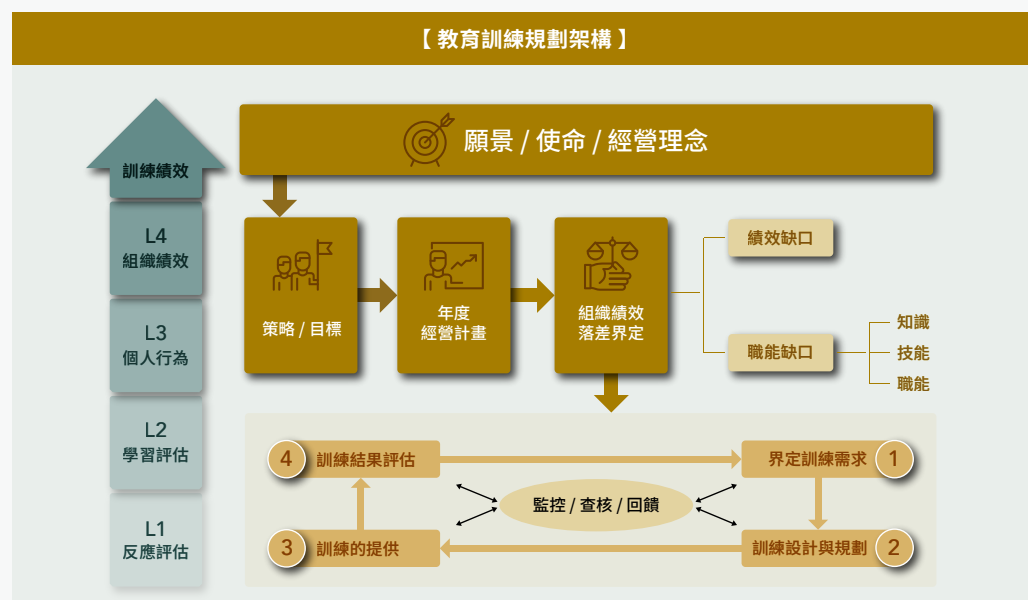 【 教育訓練規劃架構 】
訓練績效
L4
組織績效
L3
個人行為
L2
學習評估
L1
反應評估
願景 / 使命 / 經營理念
策略 / 目標
年度
經營計畫
組織績效
落差界定
績效缺口
職能缺口
知識
技能
職能
4 訓練結果評估
界定訓練需求 1
監控 / 查核 / 回饋
3 訓練的提供
訓練設計與規劃 2